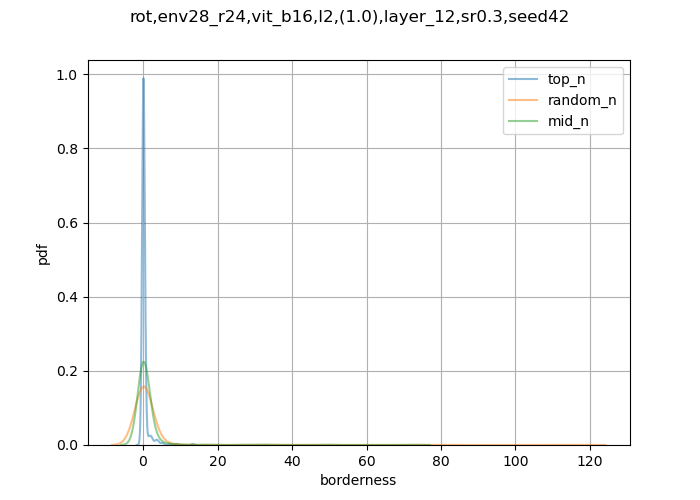 rot,env28_r24,vit_b16,l2,(1.0),layer_12,sr0.3,seed42
1.0
0.8
0.6
0.4
0.2
0.0
pdf
top_n
random_n
mid_n
0
20
40
60
80
100
120
borderness